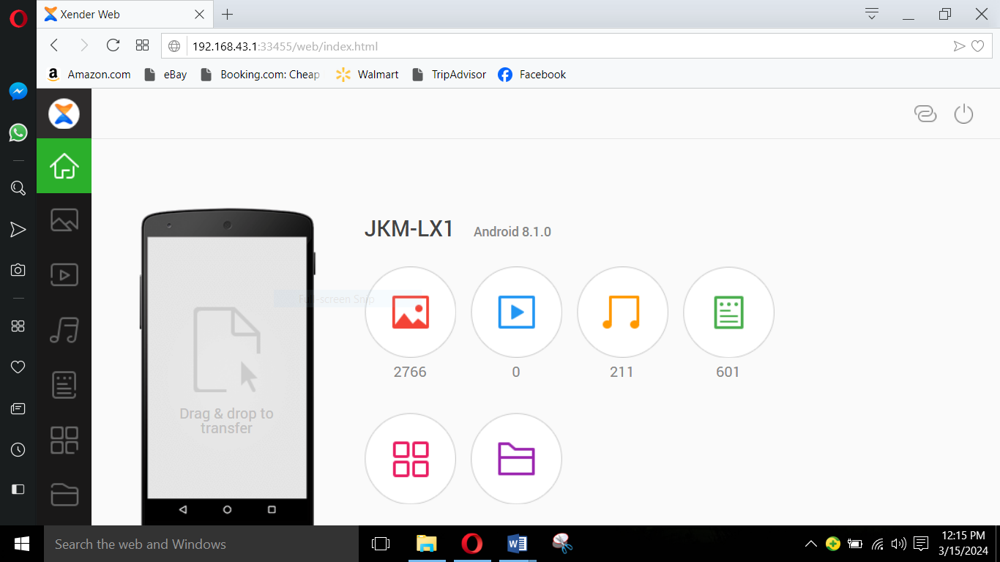 Xender Web
192.168.43.1:33455/web/index.html
Amazon.com eBay Booking.com: Cheap Walmart TripAdvisor Facebook
JKM-LX1 Android 8.1.0
Full-screen Snip
2766 0 211 601
Drag & drop to
transfer
Search the web and Windows
12:15 PM
3/15/2024